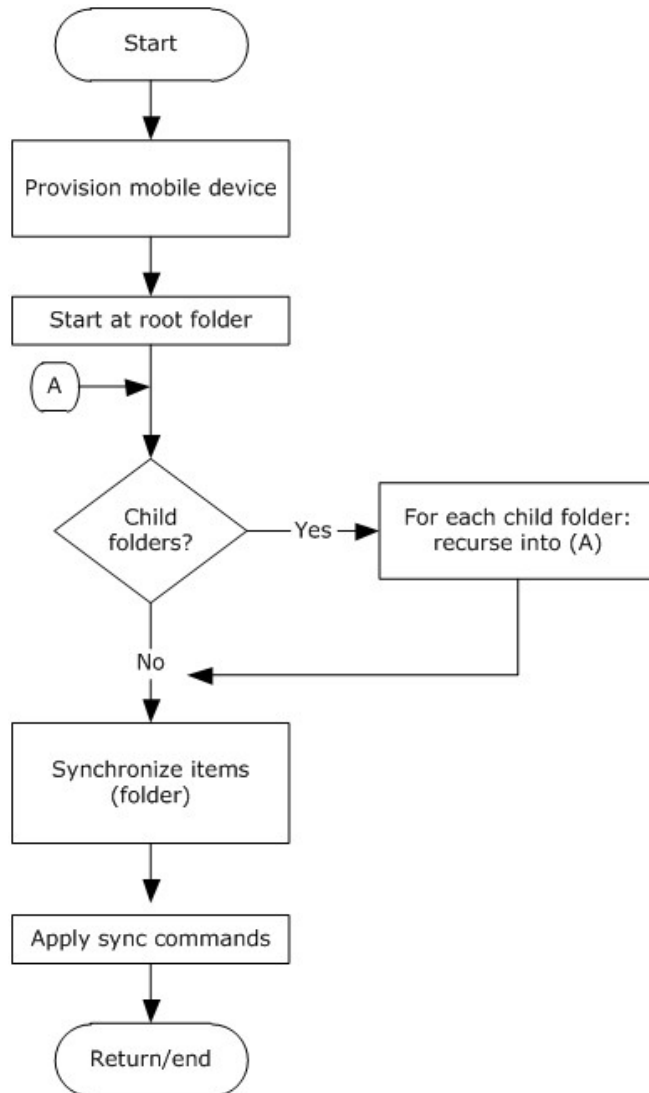 Start
Provision mobile device
Start at root folder
A
Child
folders?
Yes
For each child folder:
recurse into (A)
No
Synchronize items
(folder)
Apply sync commands
Return/end